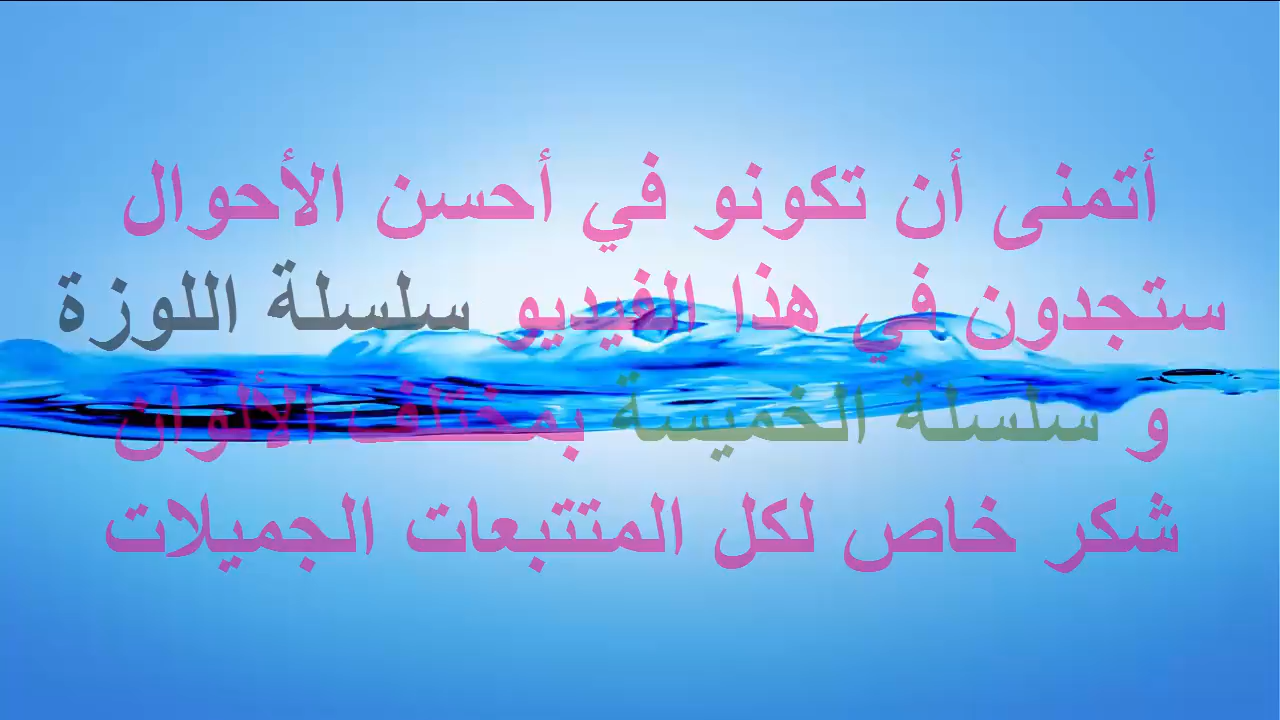 أتمنى أن تكونو في أحسن الأحوال
ستجدون في هذا الفيديو سلسلة اللوزة
و سلسلة الخميسة بمختلف الألوان
شكر خاص لكل المتتبعات الجميلات